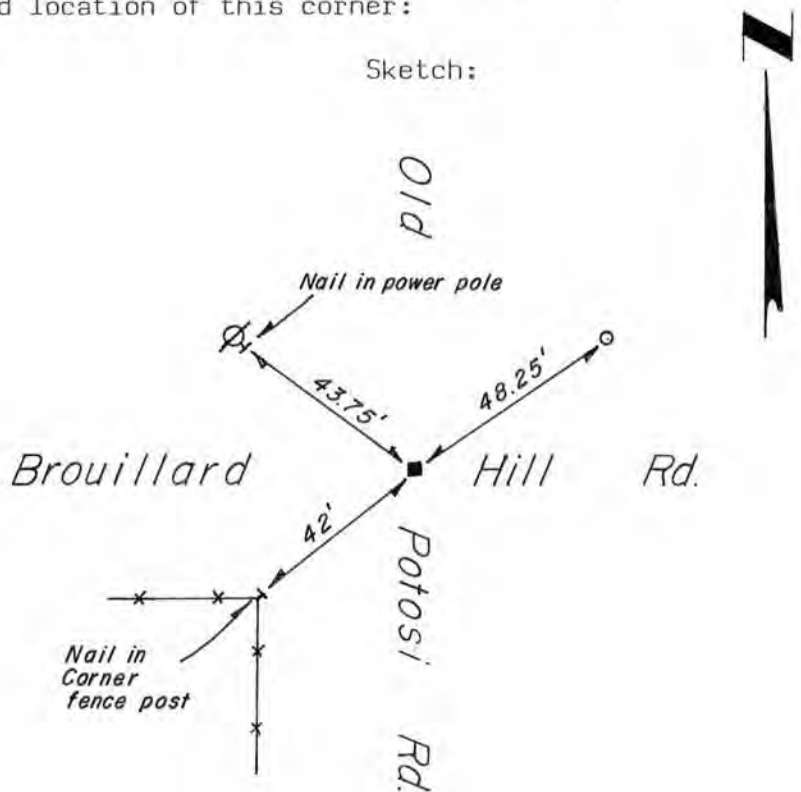 d location of this corner:
Sketch:
N
Old
Nail in power pole
43.75'
48.25'
Brouillard Hill Rd.
42'
Potosi Rd.
Nail in
Corner
fence post